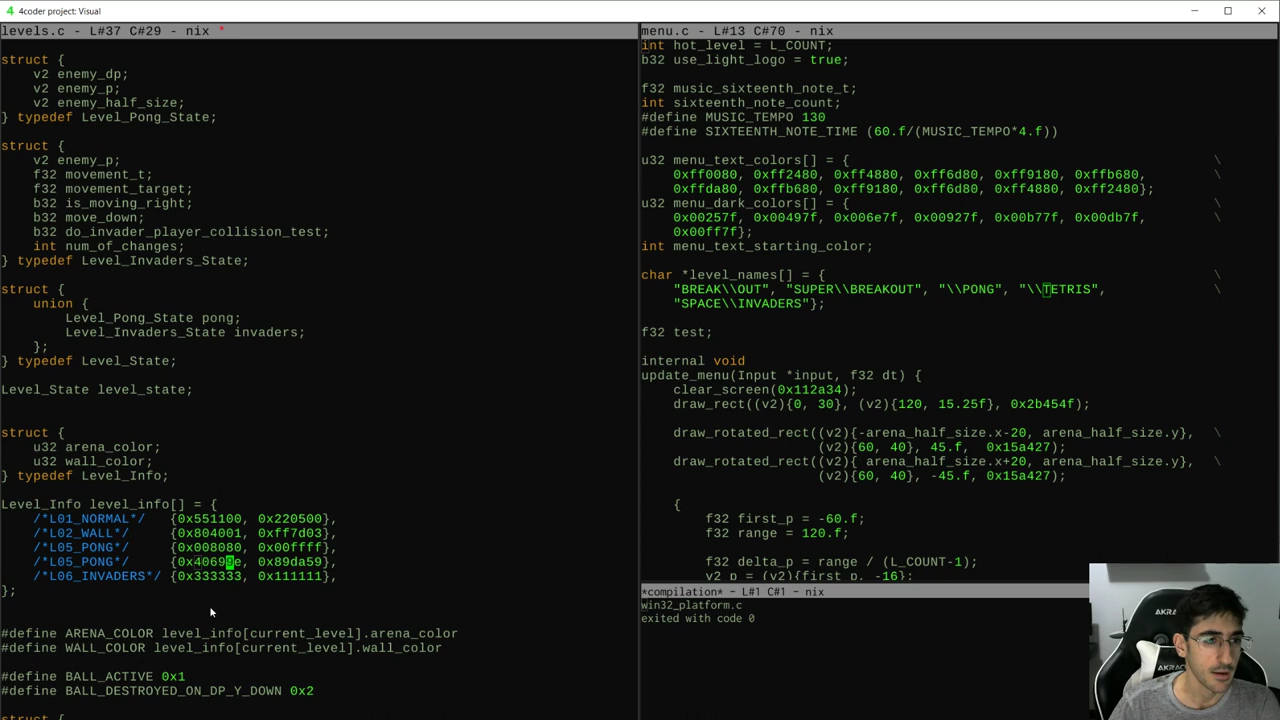 4coder project: Visual
levels.c - L#37 C#29 - nix *
struct {
    v2 enemy_dp;
    v2 enemy_p;
    v2 enemy_half_size;
} typedef Level_Pong_State;
struct {
    v2 enemy_p;
    f32 movement_t;
    f32 movement_target;
    b32 is_moving_right;
    b32 move_down;
    b32 do_invader_player_collision_test;
    int num_of_changes;
} typedef Level_Invaders_State;
struct {
    union {
        Level_Pong_State pong;
        Level_Invaders_State invaders;
    };
} typedef Level_State;
Level_State level_state;
struct {
    u32 arena_color;
    u32 wall_color;
} typedef Level_Info;
Level_Info level_info[] = {
    /*L01_NORMAL*/   {0x551100, 0x220500},
    /*L02_WALL*/     {0x804001, 0xff7d03},
    /*L05_PONG*/     {0x008080, 0x00ffff},
    /*L05_PONG*/     {0x40699e, 0x89da59},
    /*L06_INVADERS*/ {0x333333, 0x111111},
};
#define ARENA_COLOR level_info[current_level].arena_color
#define WALL_COLOR level_info[current_level].wall_color
#define BALL_ACTIVE 0x1
#define BALL_DESTROYED_ON_DP_Y_DOWN 0x2
struct {
menu.c - L#13 C#70 - nix
int hot_level = L_COUNT;
b32 use_light_logo = true;
f32 music_sixteenth_note_t;
int sixteenth_note_count;
#define MUSIC_TEMPO 130
#define SIXTEENTH_NOTE_TIME (60.f/(MUSIC_TEMPO*4.f))
u32 menu_text_colors[] = { \
    0xff0080, 0xff2480, 0xff4880, 0xff6d80, 0xff9180, 0xffb680, \
    0xffda80, 0xffb680, 0xff9180, 0xff6d80, 0xff4880, 0xff2480};
u32 menu_dark_colors[] = { \
    0x00257f, 0x00497f, 0x006e7f, 0x00927f, 0x00b77f, 0x00db7f, \
    0x00ff7f};
int menu_text_starting_color;
char *level_names[] = { \
    "BREAK\\OUT", "SUPER\\BREAKOUT", "\\PONG", "\\TETRIS", \
    "SPACE\\INVADERS"};
f32 test;
internal void
update_menu(Input *input, f32 dt) {
    clear_screen(0x112a34);
    draw_rect((v2){0, 30}, (v2){120, 15.25f}, 0x2b454f);
    draw_rotated_rect((v2){-arena_half_size.x-20, arena_half_size.y}, \
                      (v2){60, 40}, 45.f, 0x15a427);
    draw_rotated_rect((v2){ arena_half_size.x+20, arena_half_size.y}, \
                      (v2){60, 40}, -45.f, 0x15a427);
    {
        f32 first_p = -60.f;
        f32 range = 120.f;
        f32 delta_p = range / (L_COUNT-1);
        v2 p = (v2){first_p, -16};
*compilation* - L#1 C#1 - nix
win32_platform.c
exited with code 0
AKRACING